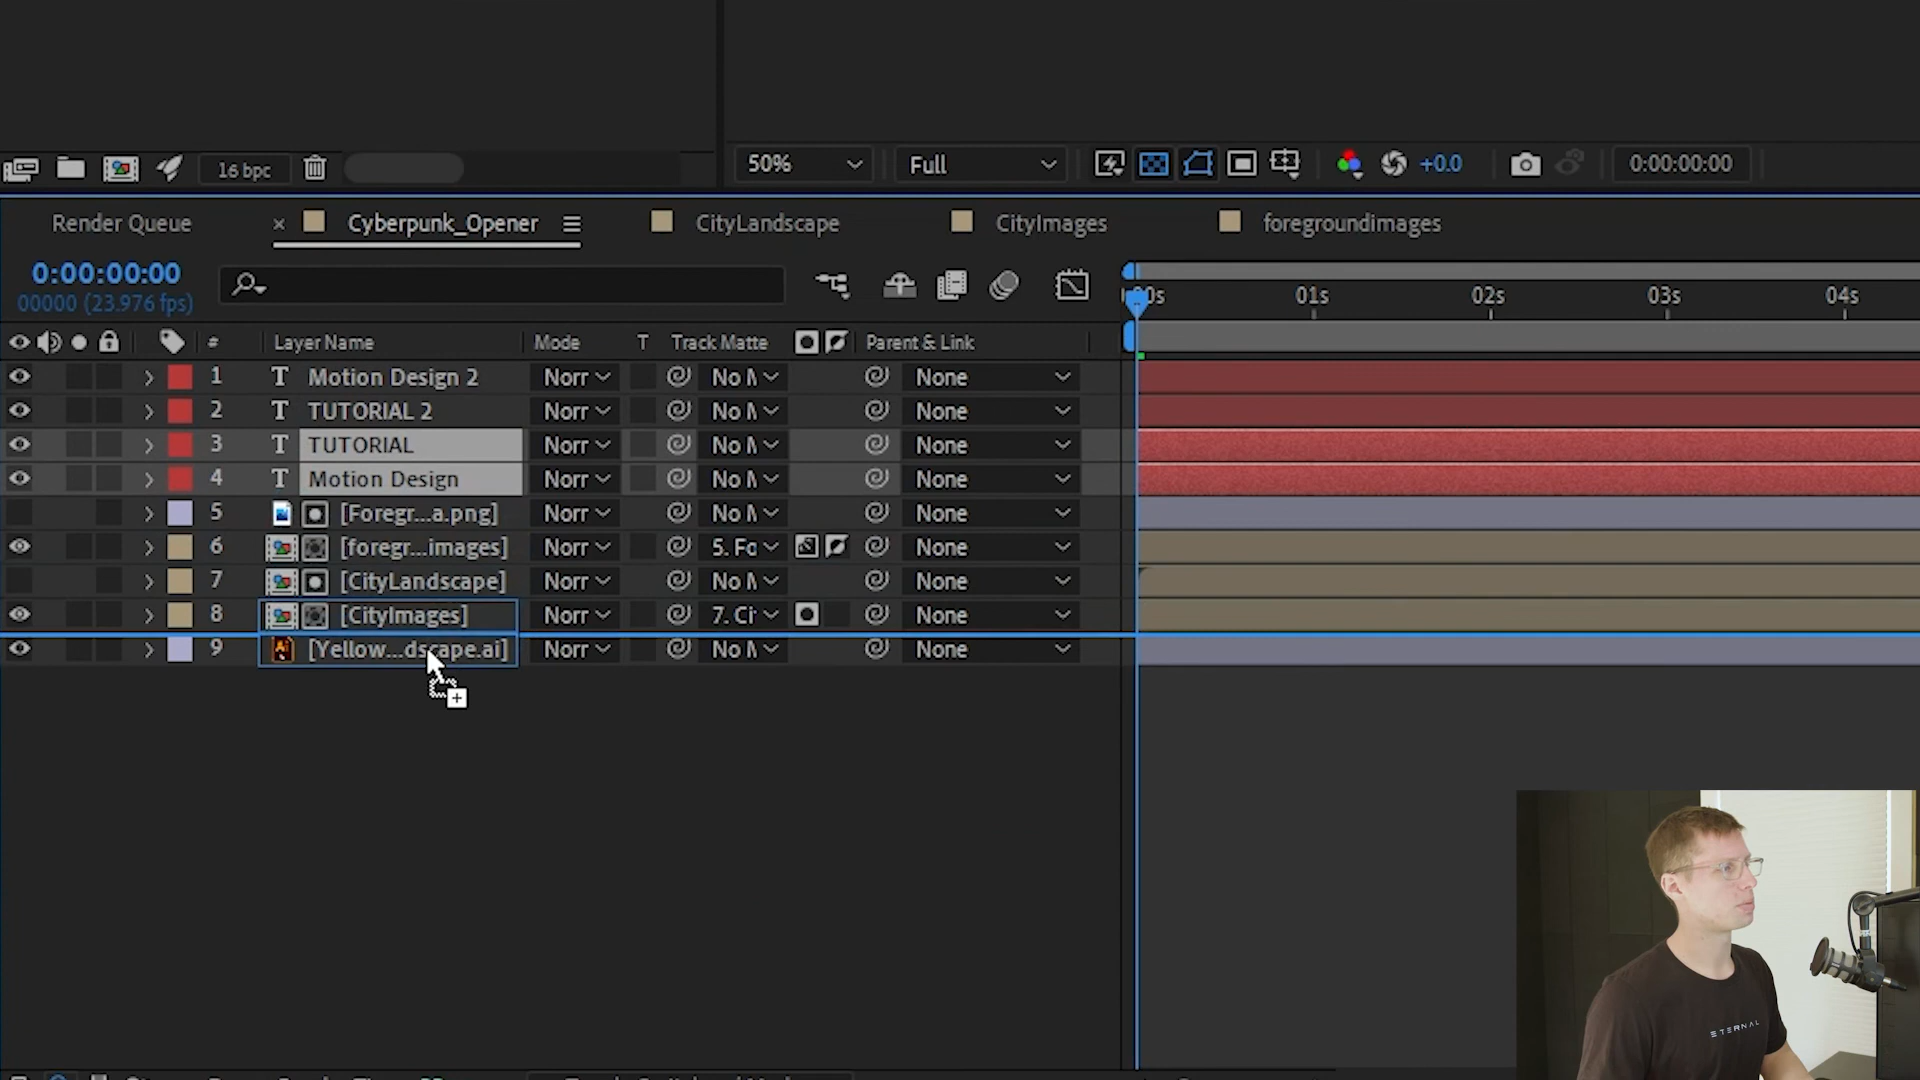 16 bpc
50%
Full
+0.0
0:00:00:00
Render Queue
× Cyberpunk_Opener
CityLandscape
CityImages
foregroundimages
0:00:00:00
00000 (23.976 fps)
00s 01s 02s 03s 04s
# Layer Name Mode T Track Matte Parent & Link
1 T Motion Design 2 Norr No None
2 T TUTORIAL 2 Norr No None
3 T TUTORIAL Norr No None
4 T Motion Design Norr No None
5 [Foregr...a.png] Norr No None
6 [foregr...images] Norr 5. Fo None
7 [CityLandscape] Norr No None
8 [CityImages] Norr 7. Ci None
9 Ai [Yellow...dscape.ai] Norr No None
ETERNAL